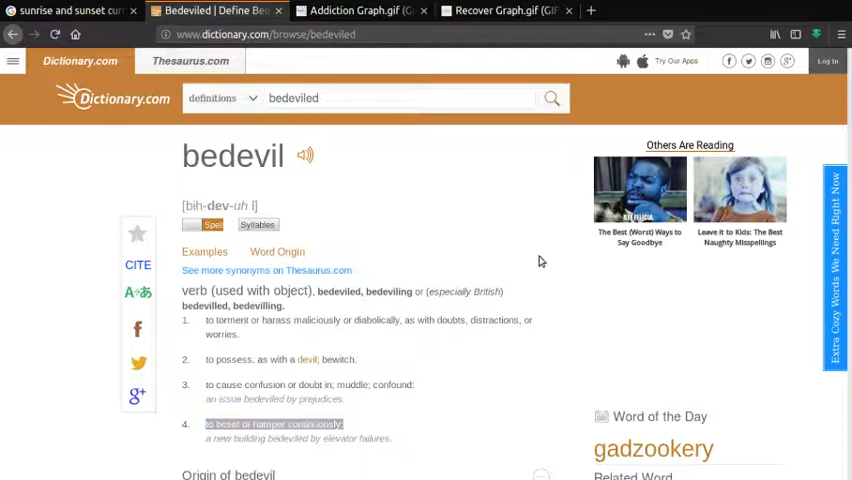 sunrise and sunset curr
Bedeviled | Define Bed
Addiction Graph.gif (G
Recover Graph.gif (GIF
www.dictionary.com/browse/bedeviled
Dictionary.com
Thesaurus.com
Try Our Apps
Log In
Dictionary.com
definitions
bedeviled
bedevil
Others Are Reading
[bih-dev-uh l]
Spell
Syllables
BYE FELICIA
The Best (Worst) Ways to
Say Goodbye
Leave It to Kids: The Best
Naughty Misspellings
Examples
Word Origin
CITE
See more synonyms on Thesaurus.com
verb (used with object), bedeviled, bedeviling or (especially British)
bedevilled, bedevilling.
1. to torment or harass maliciously or diabolically, as with doubts, distractions, or
worries.
2. to possess, as with a devil; bewitch.
3. to cause confusion or doubt in; muddle; confound:
an issue bedeviled by prejudices.
4. to beset or hamper continuously:
a new building bedeviled by elevator failures.
Origin of bedevil
Extra Cozy Words We Need Right Now
Word of the Day
gadzookery
Related Word